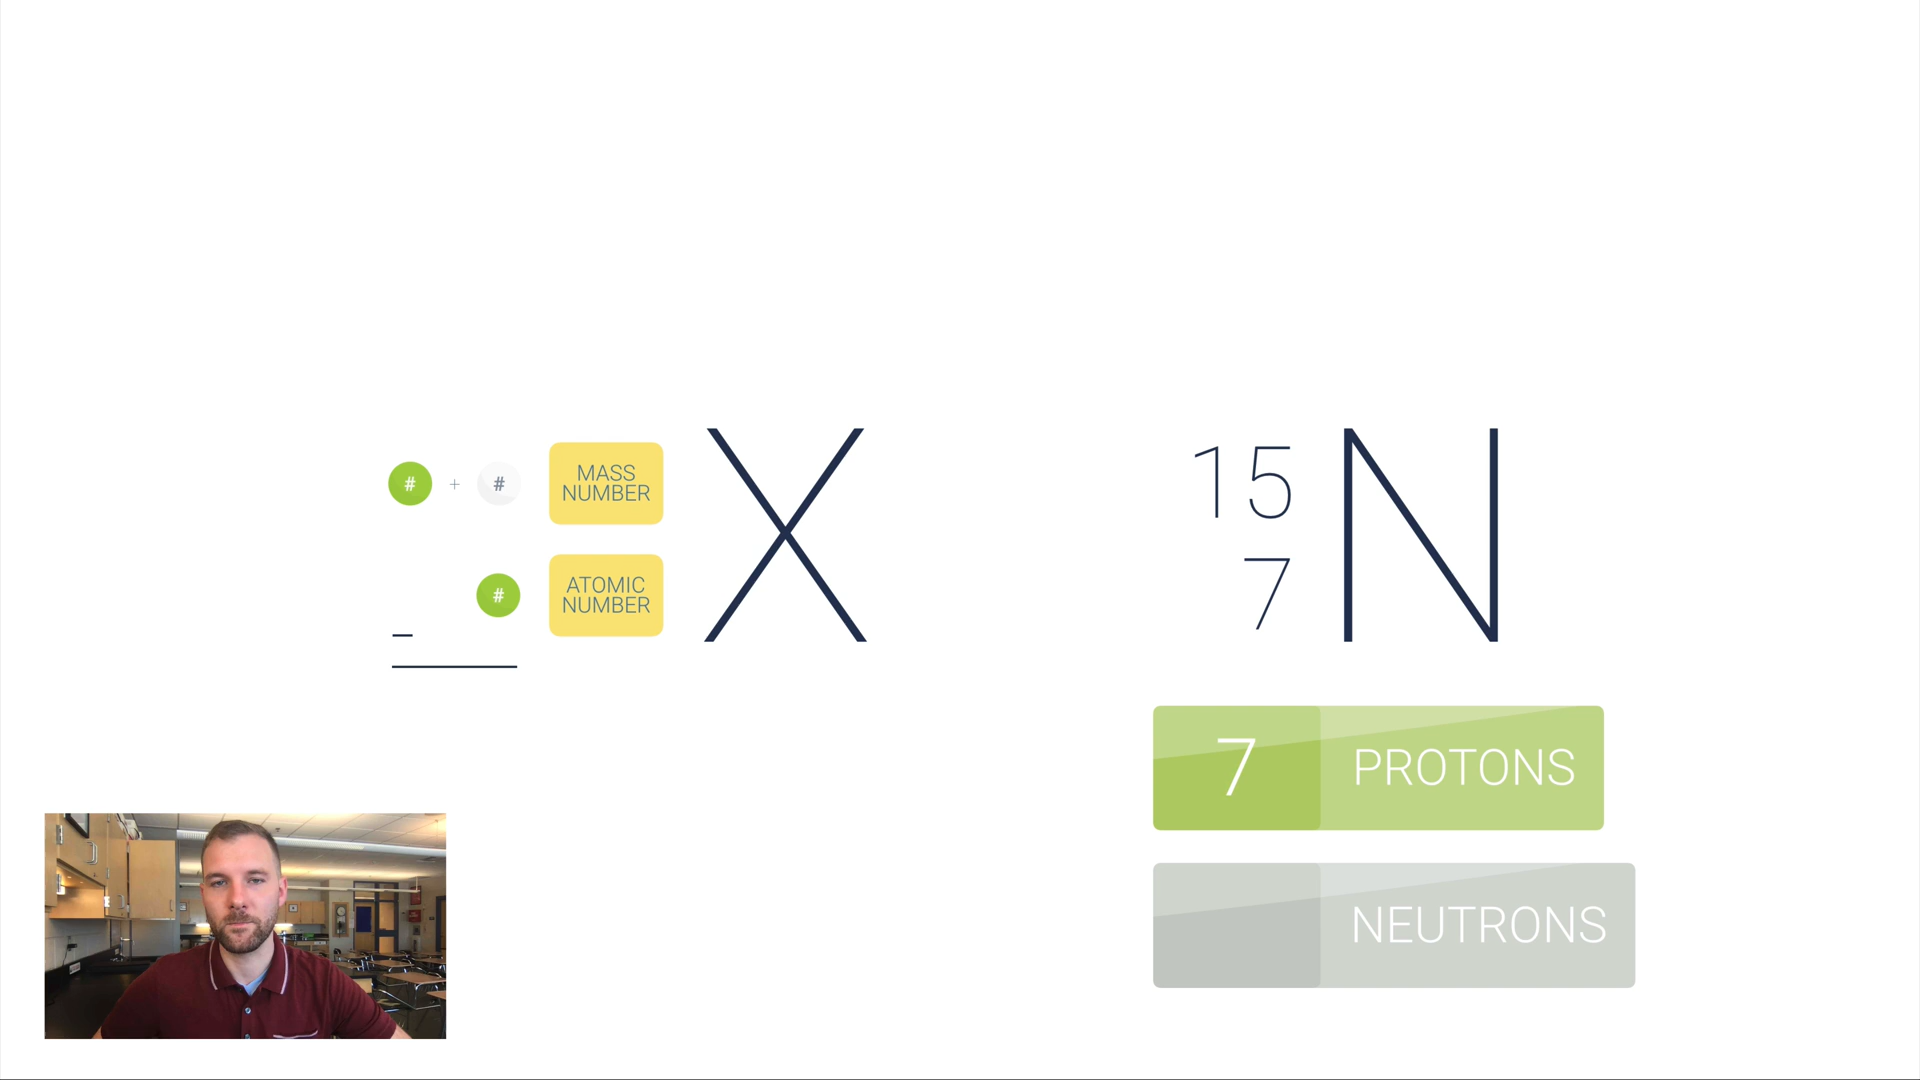 # + #
MASS
NUMBER
#
ATOMIC
NUMBER
–
X
15
7
N
7 PROTONS
NEUTRONS